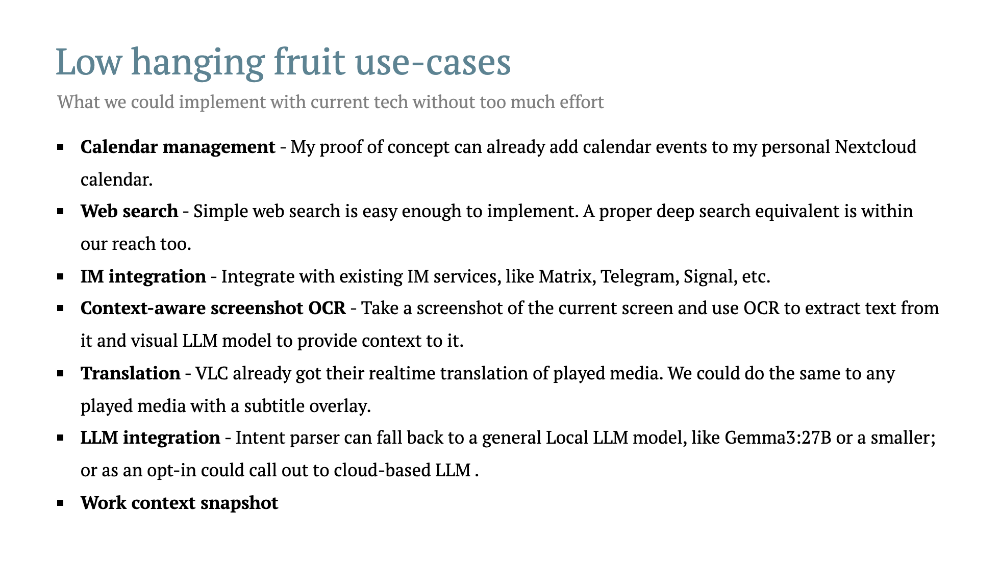 Low hanging fruit use-cases
What we could implement with current tech without too much effort
▪ Calendar management - My proof of concept can already add calendar events to my personal Nextcloud
calendar.
▪ Web search - Simple web search is easy enough to implement. A proper deep search equivalent is within
our reach too.
▪ IM integration - Integrate with existing IM services, like Matrix, Telegram, Signal, etc.
▪ Context-aware screenshot OCR - Take a screenshot of the current screen and use OCR to extract text from
it and visual LLM model to provide context to it.
▪ Translation - VLC already got their realtime translation of played media. We could do the same to any
played media with a subtitle overlay.
▪ LLM integration - Intent parser can fall back to a general Local LLM model, like Gemma3:27B or a smaller;
or as an opt-in could call out to cloud-based LLM .
▪ Work context snapshot